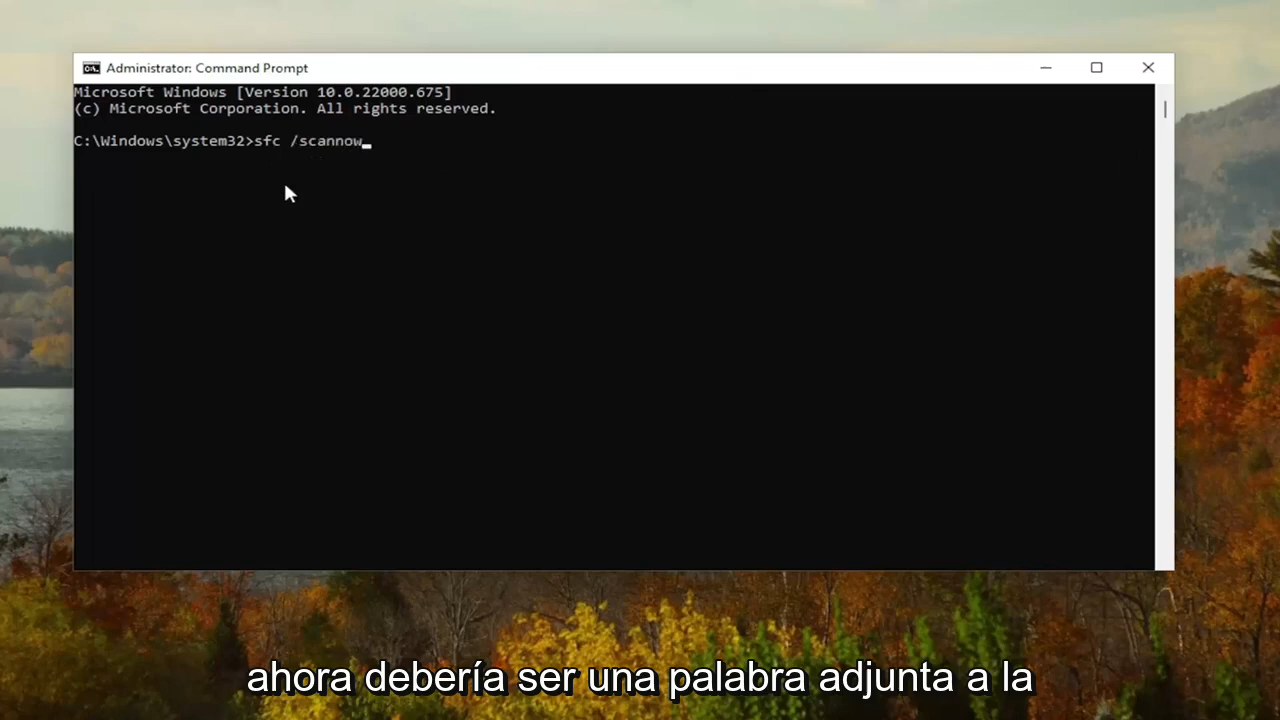 Administrator: Command Prompt
Microsoft Windows [Version 10.0.22000.675]
(c) Microsoft Corporation. All rights reserved.
C:\Windows\system32>sfc /scannow
ahora debería ser una palabra adjunta a la